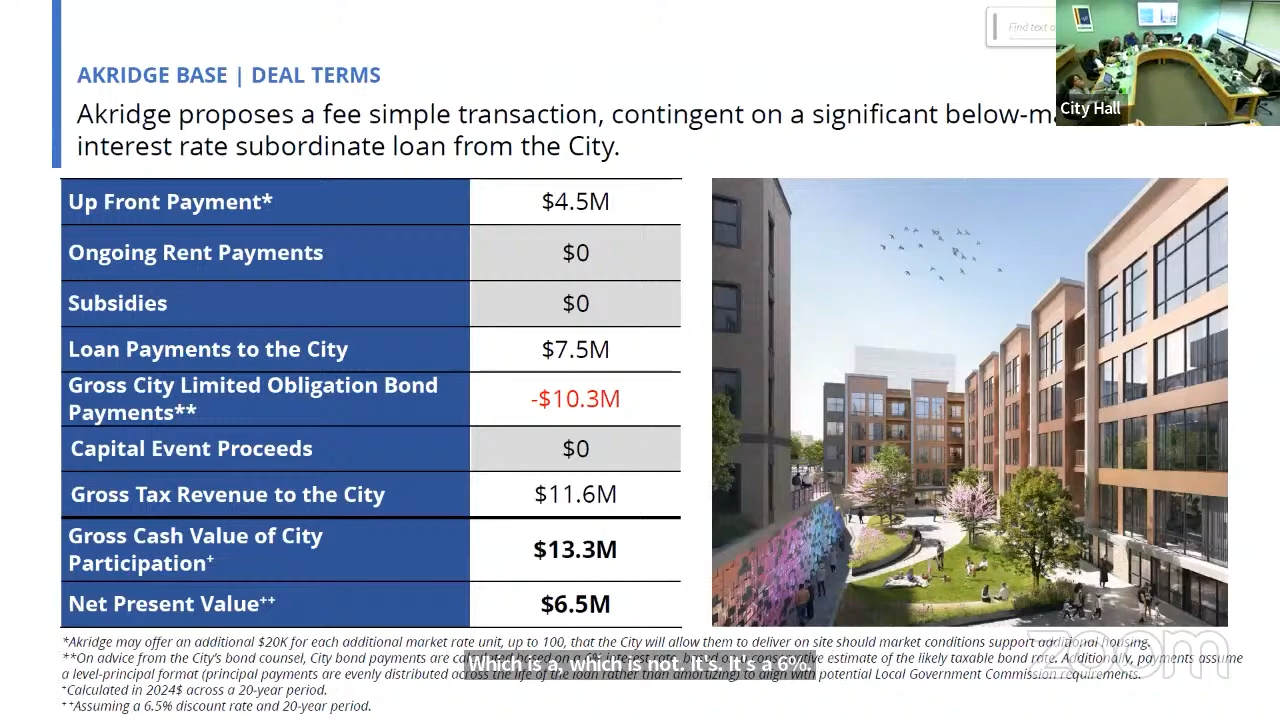 Find text o
City Hall
AKRIDGE BASE | DEAL TERMS
Akridge proposes a fee simple transaction, contingent on a significant below-m
interest rate subordinate loan from the City.
Up Front Payment* $4.5M
Ongoing Rent Payments $0
Subsidies $0
Loan Payments to the City $7.5M
Gross City Limited Obligation Bond
Payments** -$10.3M
Capital Event Proceeds $0
Gross Tax Revenue to the City $11.6M
Gross Cash Value of City
Participation+ $13.3M
Net Present Value++ $6.5M
*Akridge may offer an additional $20K for each additional market rate unit, up to 100, that the City will allow them to deliver on site should market conditions support additional housing.
**On advice from the City's bond counsel, City bond payments are estimate of the likely taxable bond rate. Additionally, payments assume
a level-principal format (principal payments are evenly distributed across the life of the loan rather than amortizing) to align with potential Local Government Commission requirements.
+Calculated in 2024$ across a 20-year period.
++Assuming a 6.5% discount rate and 20-year period.
Which is a, which is not. It's. It's a 6%.
zoom